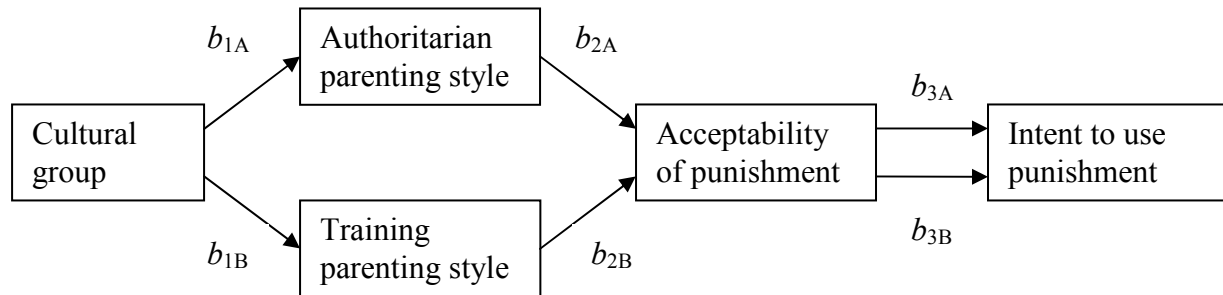 b1A
Authoritarian
parenting style
b2A
b3A
Cultural
group
Acceptability
of punishment
Intent to use
punishment
b1B
Training
parenting style
b2B
b3B